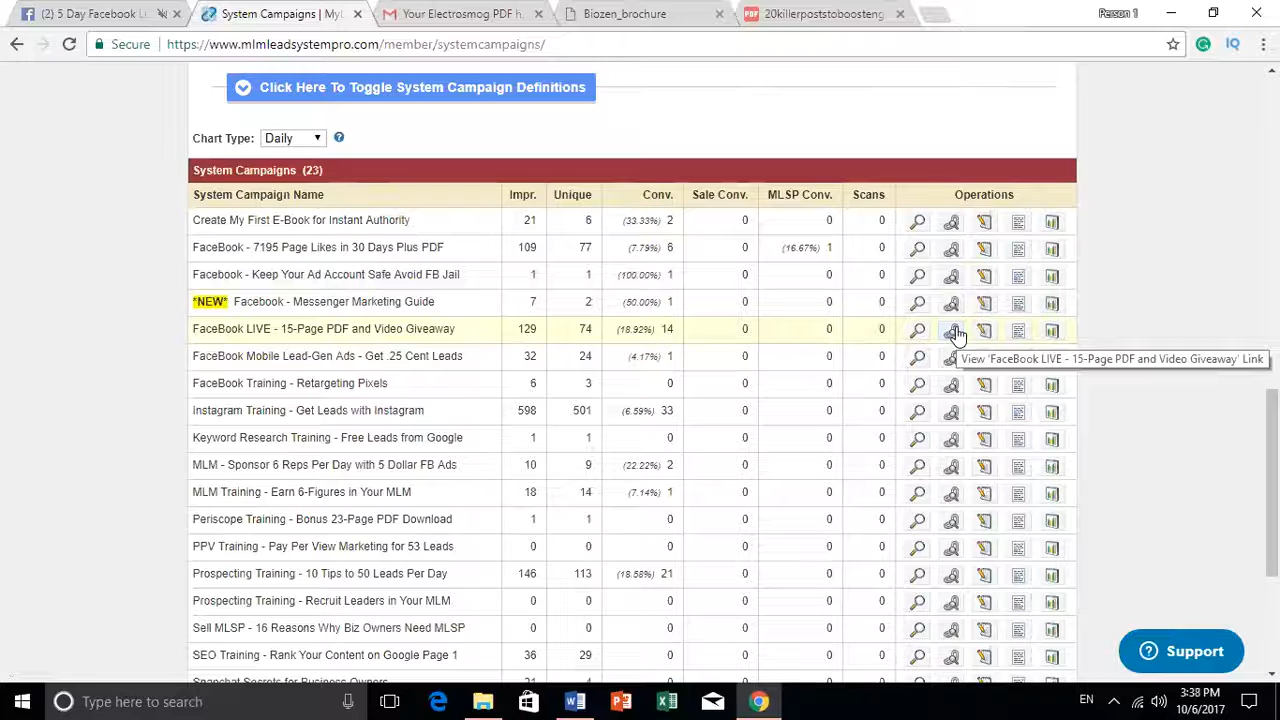 5 Day Facebook L
System Campaigns | MyL
Your Electrosmog PDF h
Biozen_brochure
PDF 20killerpoststoboosteng
Person 1
Secure https://www.mlmleadsystempro.com/member/systemcampaigns/
Click Here To Toggle System Campaign Definitions
Chart Type: Daily
System Campaigns (23)
System Campaign Name Impr. Unique Conv. Sale Conv. MLSP Conv. Scans Operations
Create My First E-Book for Instant Authority 21 6 (33.33%) 2 0 0 0
FaceBook - 7195 Page Likes in 30 Days Plus PDF 109 77 (7.79%) 6 0 (16.67%) 1 0
Facebook - Keep Your Ad Account Safe Avoid FB Jail 1 1 (100.00%) 1 0 0 0
*NEW* Facebook - Messenger Marketing Guide 7 2 (50.00%) 1 0 0 0
FaceBook LIVE - 15-Page PDF and Video Giveaway 129 74 (18.92%) 14 0 0 0
View 'FaceBook LIVE - 15-Page PDF and Video Giveaway' Link
FaceBook Mobile Lead-Gen Ads - Get .25 Cent Leads 32 24 (4.17%) 1 0 0 0
FaceBook Training - Retargeting Pixels 6 3 0 0 0 0
Instagram Training - Get Leads with Instagram 598 501 (6.59%) 33 0 0 0
Keyword Research Training - Free Leads from Google 1 1 0 0 0 0
MLM - Sponsor 6 Reps Per Day with 5 Dollar FB Ads 10 9 (22.22%) 2 0 0 0
MLM Training - Earn 6-Figures in Your MLM 18 14 (7.14%) 1 0 0 0
Periscope Training - Bonus 23-Page PDF Download 1 1 0 0 0 0
PPV Training - Pay Per View Marketing for 53 Leads 0 0 0 0 0 0
Prospecting Training - 10 Tips to 50 Leads Per Day 146 113 (18.58%) 21 0 0 0
Prospecting Training - Recruit Leaders in Your MLM 0 0 0 0 0 0
Sell MLSP - 16 Reasons Why Biz Owners Need MLSP 0 0 0 0 0 0
SEO Training - Rank Your Content on Google Page 1 36 29 0 0 0 0
Snapchat Secrets for Business Owners
Support
Type here to search
EN
3:38 PM
10/6/2017